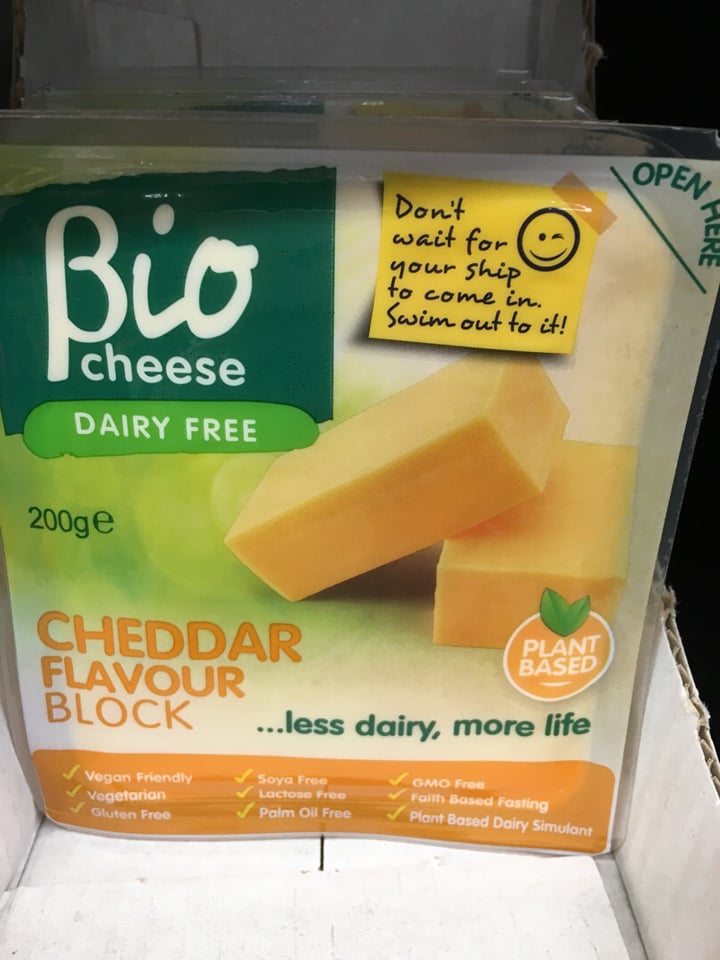 Bio
cheese
DAIRY FREE
Don't
wait for
your ship
to come in.
Swim out to it!
OPEN HERE
200g℮
CHEDDAR
FLAVOUR
BLOCK
PLANT
BASED
...less dairy, more life
Vegan Friendly
Vegetarian
Gluten Free
Soya Free
Lactose Free
Palm Oil Free
GMO Free
Faith Based Fasting
Plant Based Dairy Simulant